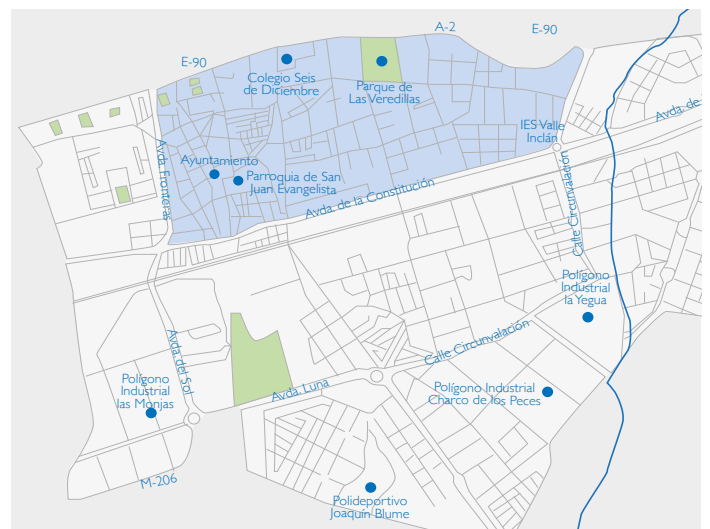 A-2
E-90
E-90
Colegio Seis
de Diciembre
Parque de
Las Veredillas
IES Valle
Inclán
Avda. de
Avda. Fronteras
Ayuntamiento
Parroquia de San
Juan Evangelista
Avda. de la Constitución
Calle Circunvalación
Polígono
Industrial
la Yegua
Calle Circunvalación
Avda. del Sol
Avda. Luna
Polígono
Industrial
las Monjas
Polígono Industrial
Charco de los Peces
M-206
Polideportivo
Joaquín Blume